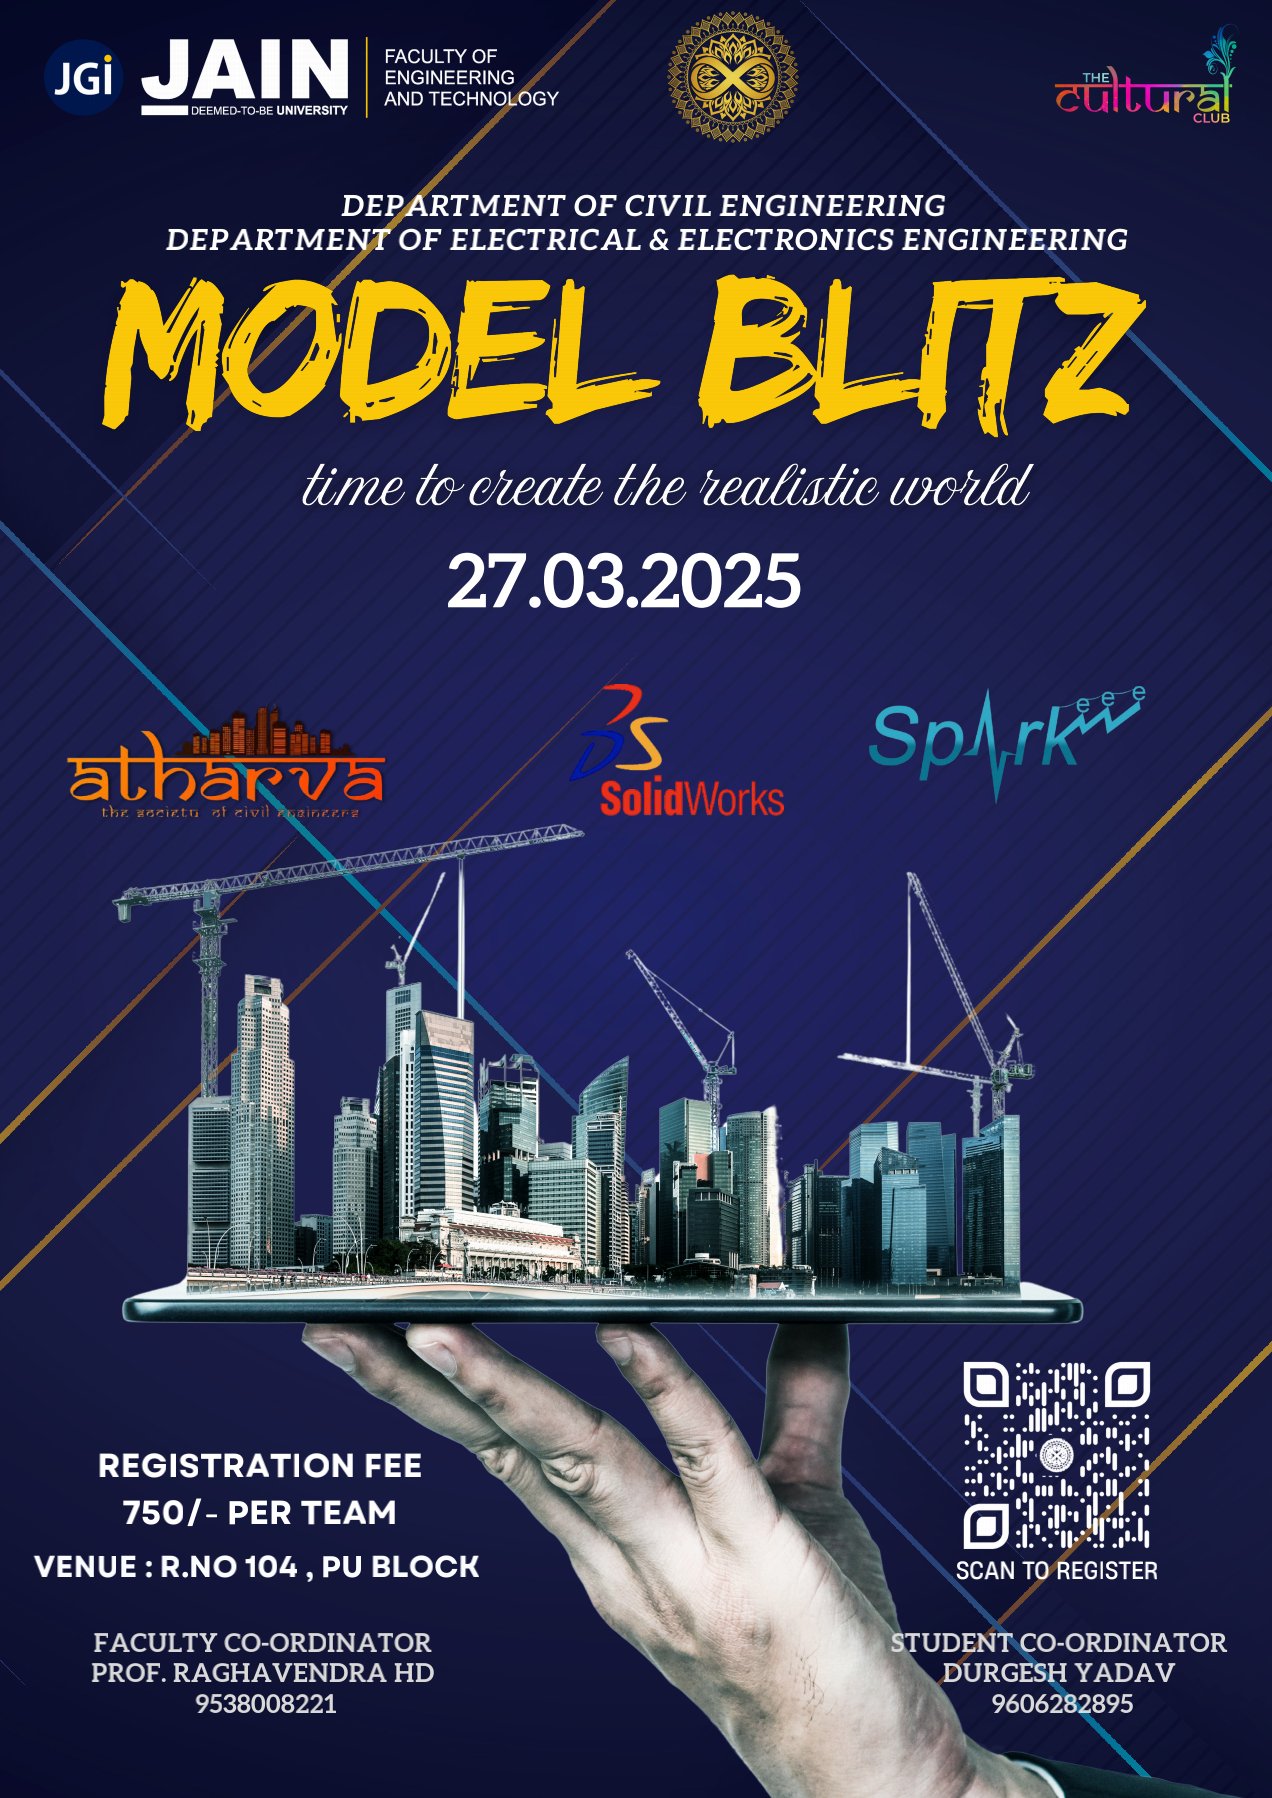 JGi
JAIN
DEEMED-TO-BE UNIVERSITY
FACULTY OF
ENGINEERING
AND TECHNOLOGY
THE
cultural
CLUB
DEPARTMENT OF CIVIL ENGINEERING
DEPARTMENT OF ELECTRICAL & ELECTRONICS ENGINEERING
MODEL BLITZ
time to create the realistic world
27.03.2025
atharva
the society of civil engineers
DS
SolidWorks
Spark eee
REGISTRATION FEE
750/- PER TEAM
VENUE : R.NO 104 , PU BLOCK
SCAN TO REGISTER
FACULTY CO-ORDINATOR
PROF. RAGHAVENDRA HD
9538008221
STUDENT CO-ORDINATOR
DURGESH YADAV
9606282895